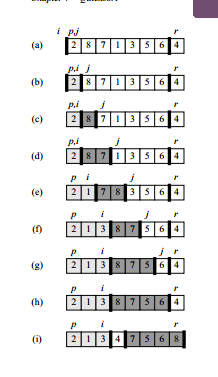 i p,j r
(a) 2 8 7 1 3 5 6 4
p,i j r
(b) 2 8 7 1 3 5 6 4
p,i j r
(c) 2 8 7 1 3 5 6 4
p,i j r
(d) 2 8 7 1 3 5 6 4
p i j r
(e) 2 1 7 8 3 5 6 4
p i j r
(f) 2 1 3 8 7 5 6 4
p i j r
(g) 2 1 3 8 7 5 6 4
p i r
(h) 2 1 3 8 7 5 6 4
p i r
(i) 2 1 3 4 7 5 6 8